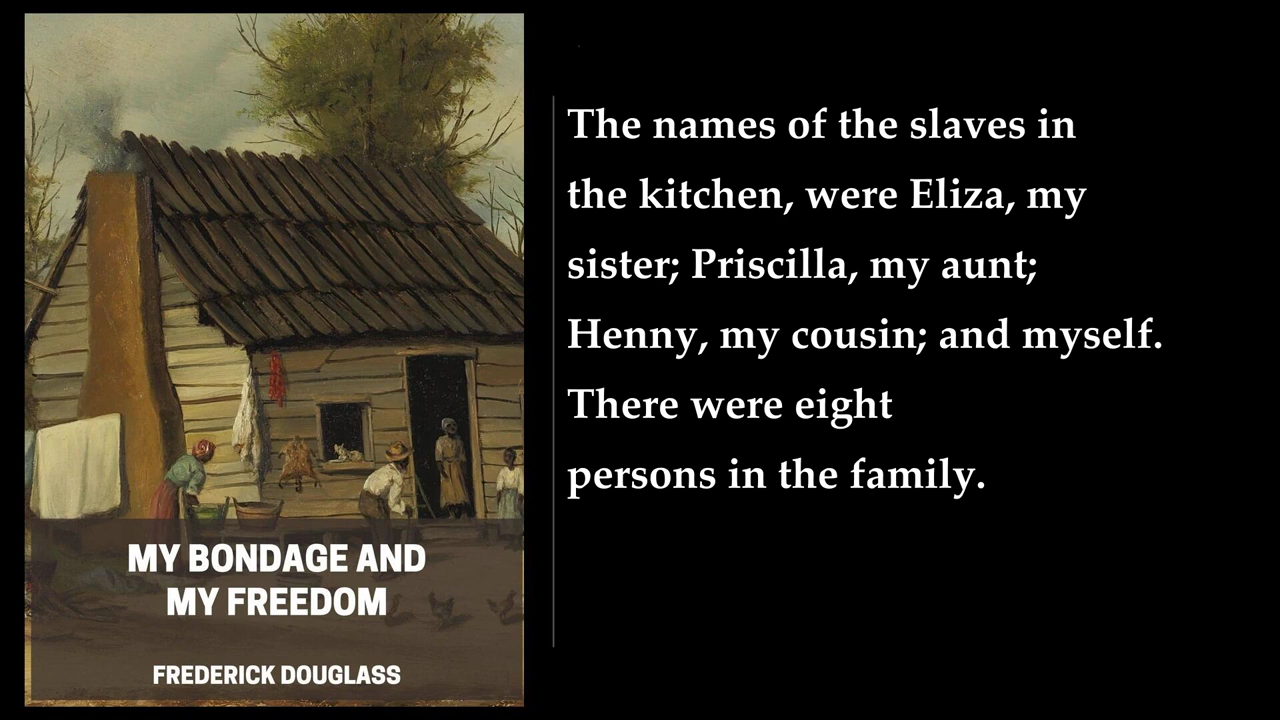 MY BONDAGE AND
MY FREEDOM
FREDERICK DOUGLASS
The names of the slaves in
the kitchen, were Eliza, my
sister; Priscilla, my aunt;
Henny, my cousin; and myself.
There were eight
persons in the family.